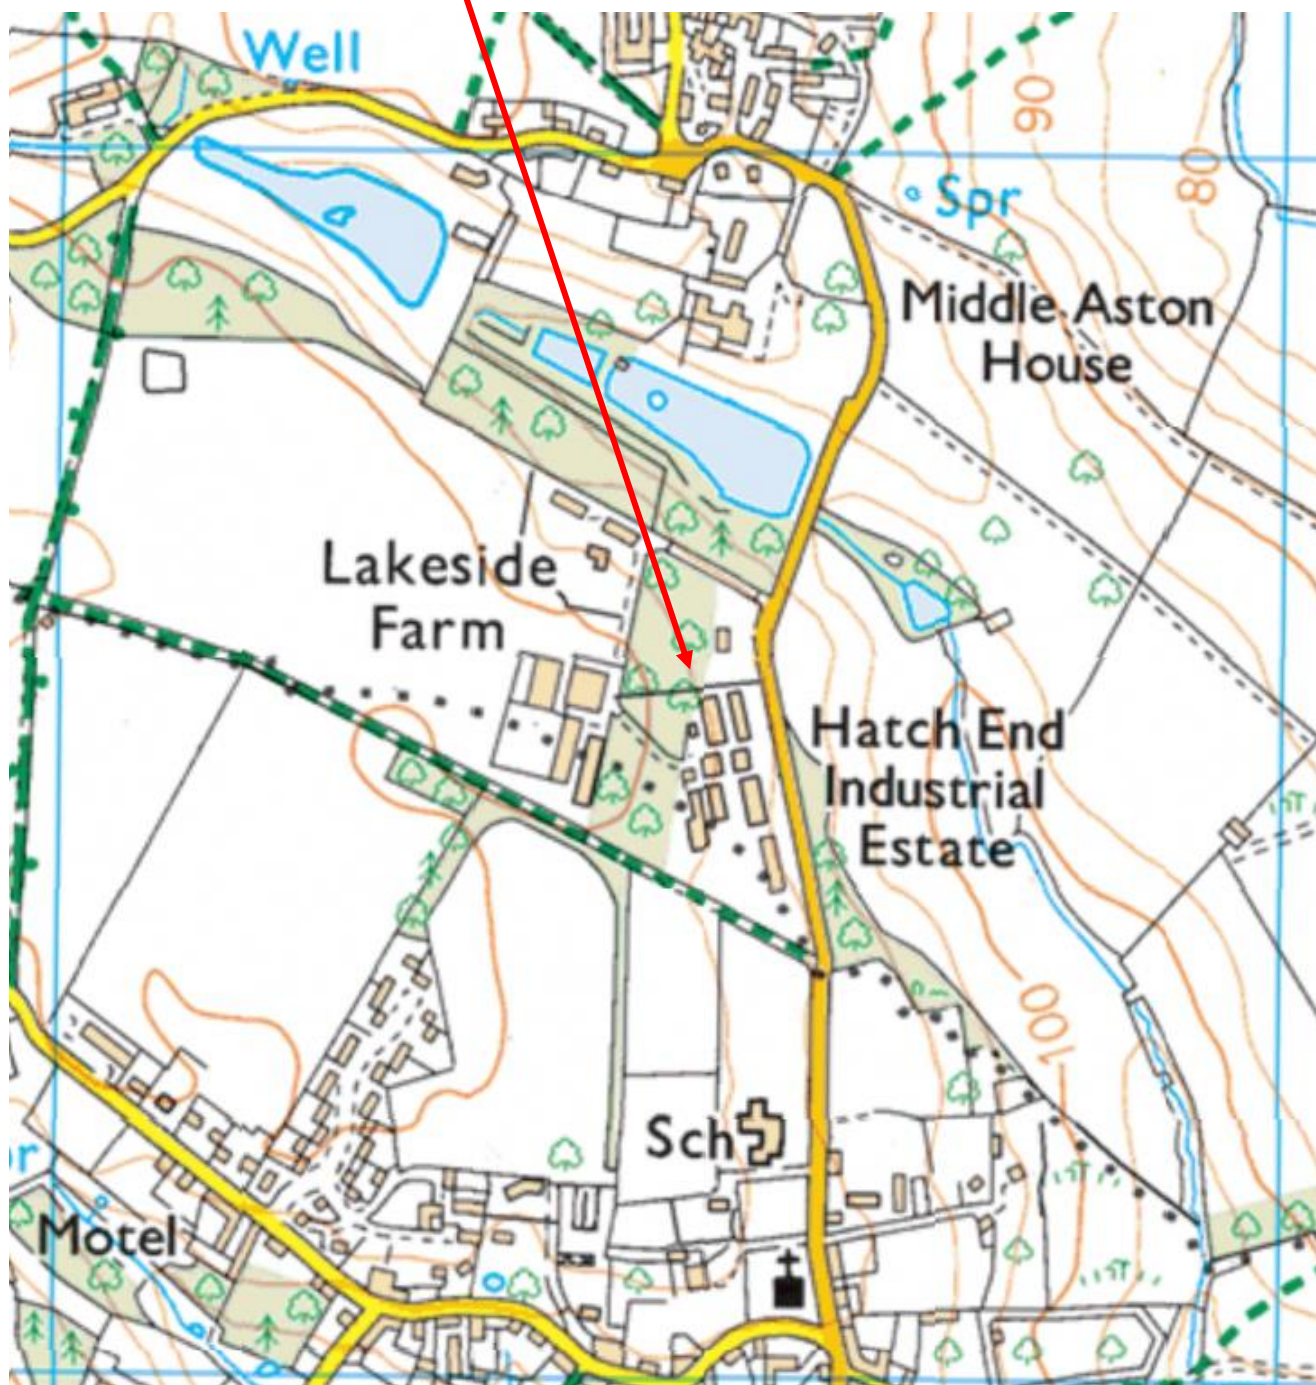 Well
90
80
Spr
Middle Aston
House
Lakeside
Farm
Hatch End
Industrial
Estate
100
Sch
Motel